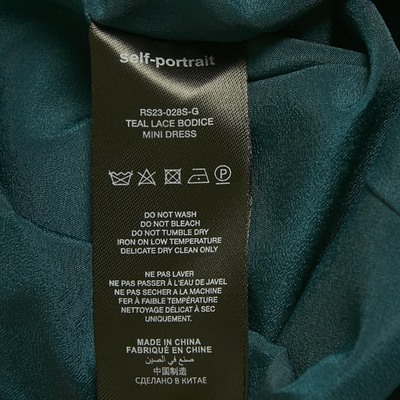 self-portrait
RS23-028S-G
TEAL LACE BODICE
MINI DRESS
P
DO NOT WASH
DO NOT BLEACH
DO NOT TUMBLE DRY
IRON ON LOW TEMPERATURE
DELICATE DRY CLEAN ONLY
NE PAS LAVER
NE PAS PASSER À L'EAU DE JAVEL
NE PAS SECHER A LA MACHINE
FER À FAIBLE TEMPÉRATURE
NETTOYAGE DÉLICAT À SEC
UNIQUEMENT.
MADE IN CHINA
FABRIQUÉ EN CHINE
صنع في الصين
中国制造
СДЕЛАНО В КИТАЕ